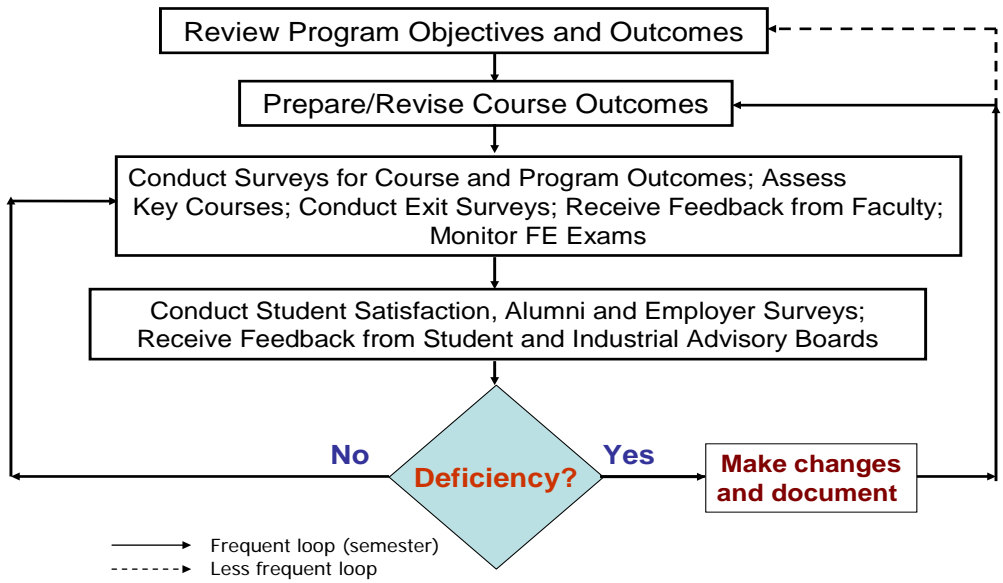 Review Program Objectives and Outcomes
Prepare/Revise Course Outcomes
Conduct Surveys for Course and Program Outcomes; Assess
Key Courses; Conduct Exit Surveys; Receive Feedback from Faculty;
Monitor FE Exams
Conduct Student Satisfaction, Alumni and Employer Surveys;
Receive Feedback from Student and Industrial Advisory Boards
No
Deficiency?
Yes
Make changes
and document
Frequent loop (semester)
Less frequent loop